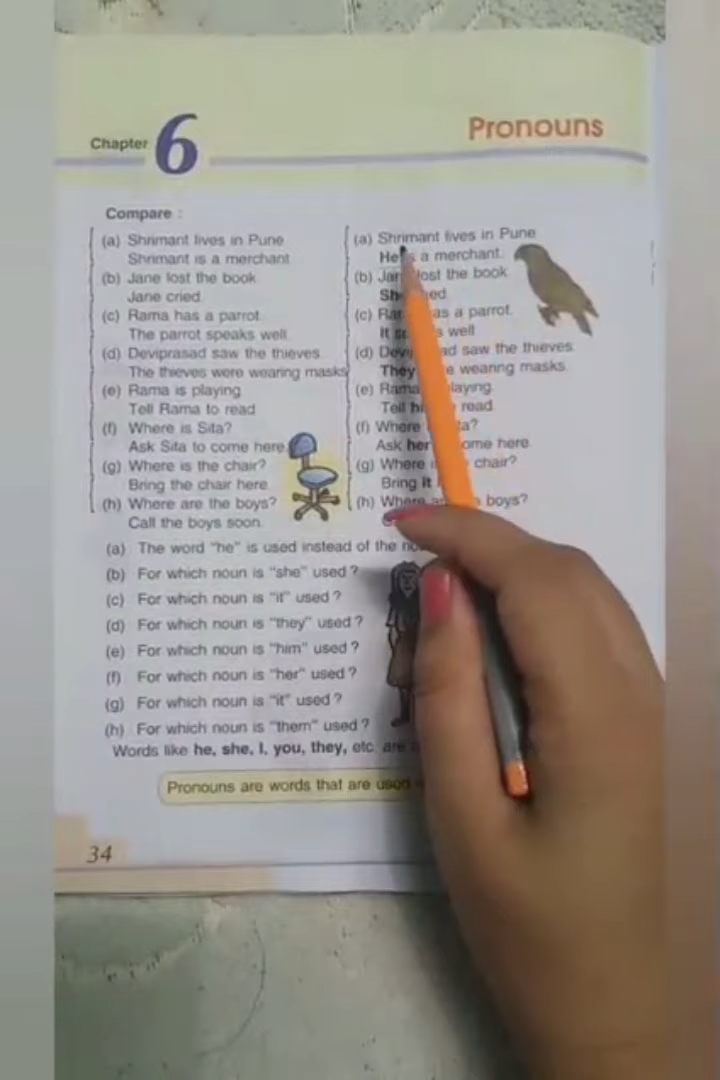 Chapter 6
Pronouns
Compare :
(a) Shrimant lives in Pune
Shrimant is a merchant
(b) Jane lost the book
Jane cried.
(c) Rama has a parrot.
The parrot speaks well.
(d) Deviprasad saw the thieves
The thieves were wearing masks
(e) Rama is playing
Tell Rama to read
(f) Where is Sita?
Ask Sita to come here
(g) Where is the chair?
Bring the chair here
(h) Where are the boys?
Call the boys soon.
(a) Shrimant lives in Pune
He a merchant.
(b) lost the book
(c) as a parrot.
It well
(d) saw the thieves
They wearing masks.
(e) Rama
Tell read
(f) Where
Ask her here
(g) Where chair?
Bring it
(h) Where boys?
(a) The word "he" is used instead of the
(b) For which noun is "she" used ?
(c) For which noun is "it" used ?
(d) For which noun is "they" used ?
(e) For which noun is "him" used ?
(f) For which noun is "her" used ?
(g) For which noun is "it" used ?
(h) For which noun is "them" used ?
Words like he, she, I, you, they, etc are
Pronouns are words that are used
34